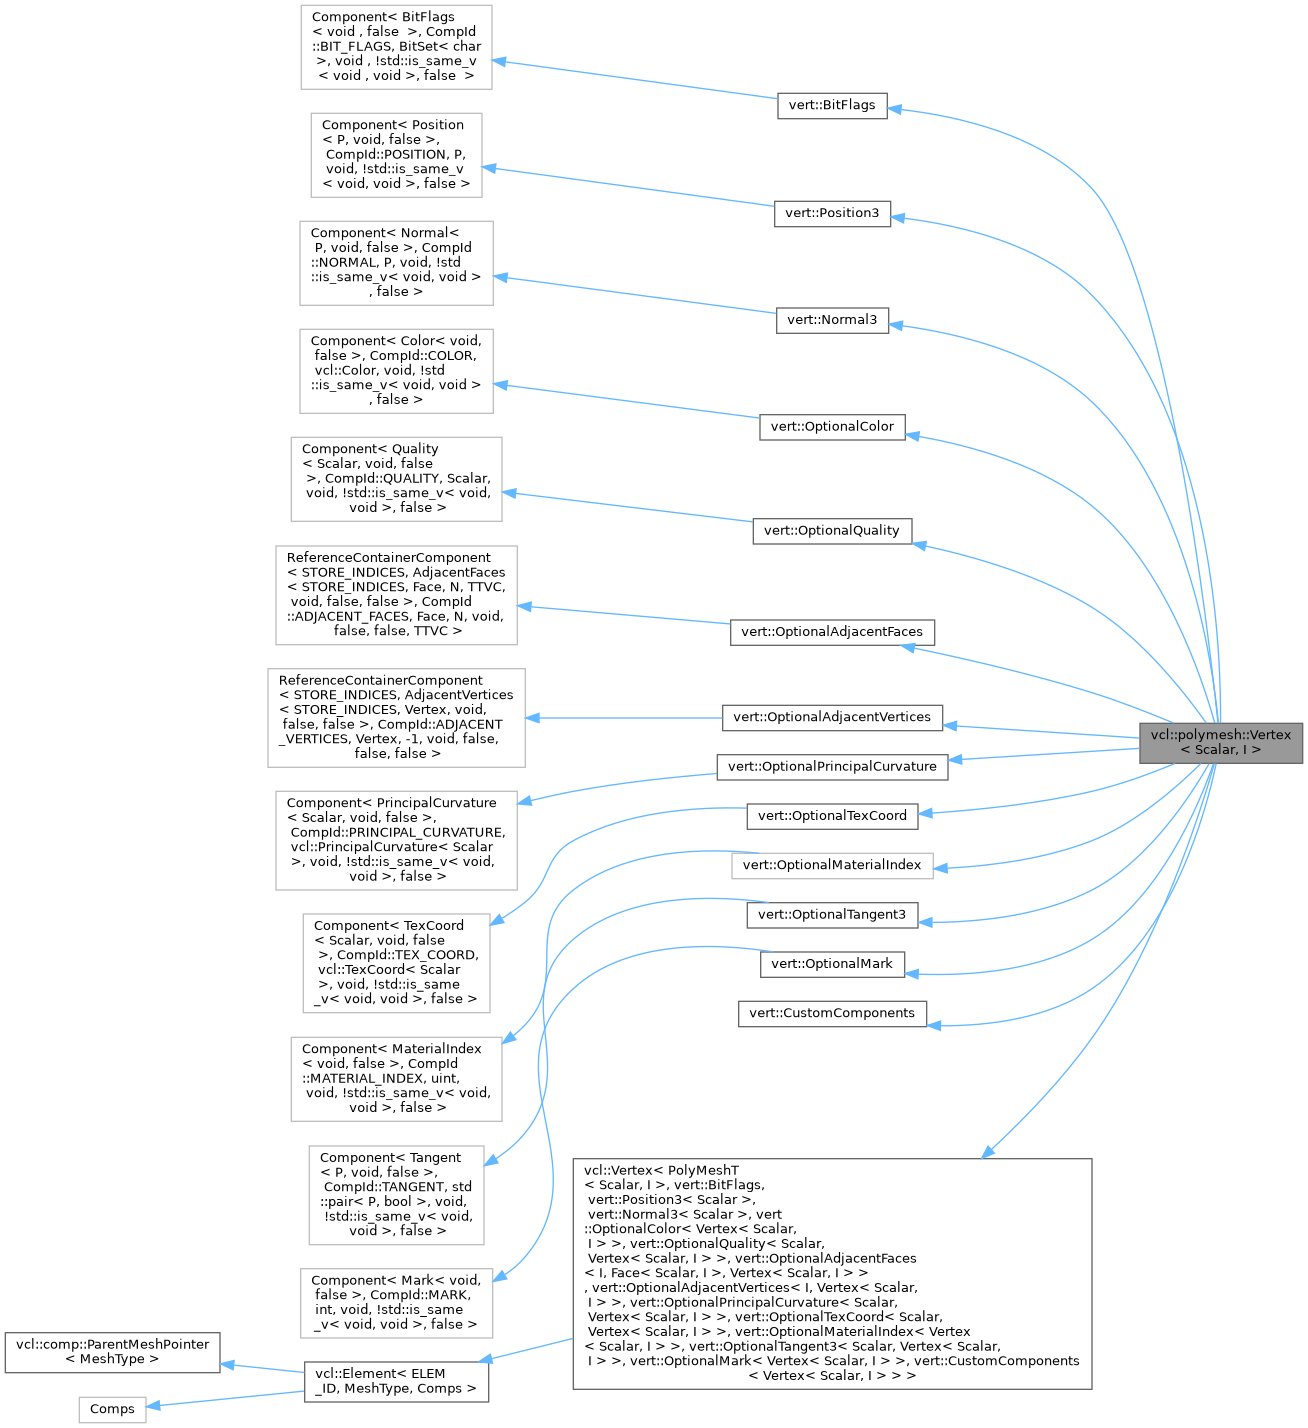 Component< BitFlags
< void , false  >, CompId
::BIT_FLAGS, BitSet< char
>, void , !std::is_same_v
< void , void >, false  >
vert::BitFlags
Component< Position
< P, void, false >,
CompId::POSITION, P,
void, !std::is_same_v
< void, void >, false >
vert::Position3
Component< Normal<
P, void, false >, CompId
::NORMAL, P, void, !std
::is_same_v< void, void >
, false >
vert::Normal3
Component< Color< void,
false >, CompId::COLOR,
vcl::Color, void, !std
::is_same_v< void, void >
, false >
vert::OptionalColor
Component< Quality
< Scalar, void, false
>, CompId::QUALITY, Scalar,
void, !std::is_same_v< void,
void >, false >
vert::OptionalQuality
ReferenceContainerComponent
< STORE_INDICES, AdjacentFaces
< STORE_INDICES, Face, N, TTVC,
void, false, false >, CompId
::ADJACENT_FACES, Face, N, void,
false, false, TTVC >
vert::OptionalAdjacentFaces
ReferenceContainerComponent
< STORE_INDICES, AdjacentVertices
< STORE_INDICES, Vertex, void,
false, false >, CompId::ADJACENT
_VERTICES, Vertex, -1, void, false,
false, false >
vert::OptionalAdjacentVertices
vcl::polymesh::Vertex
< Scalar, I >
vert::OptionalPrincipalCurvature
Component< PrincipalCurvature
< Scalar, void, false >,
CompId::PRINCIPAL_CURVATURE,
vcl::PrincipalCurvature< Scalar
>, void, !std::is_same_v< void,
void >, false >
vert::OptionalTexCoord
vert::OptionalMaterialIndex
vert::OptionalTangent3
Component< TexCoord
< Scalar, void, false
>, CompId::TEX_COORD,
vcl::TexCoord< Scalar
>, void, !std::is_same
_v< void, void >, false >
vert::OptionalMark
vert::CustomComponents
Component< MaterialIndex
< void, false >, CompId
::MATERIAL_INDEX, uint,
void, !std::is_same_v< void,
void >, false >
Component< Tangent
< P, void, false >,
CompId::TANGENT, std
::pair< P, bool >, void,
!std::is_same_v< void,
void >, false >
Component< Mark< void,
false >, CompId::MARK,
int, void, !std::is_same
_v< void, void >, false >
vcl::Vertex< PolyMeshT
< Scalar, I >, vert::BitFlags,
vert::Position3< Scalar >,
vert::Normal3< Scalar >, vert
::OptionalColor< Vertex< Scalar,
I > >, vert::OptionalQuality< Scalar,
Vertex< Scalar, I > >, vert::OptionalAdjacentFaces
< I, Face< Scalar, I >, Vertex< Scalar, I > >
, vert::OptionalAdjacentVertices< I, Vertex< Scalar,
I > >, vert::OptionalPrincipalCurvature< Scalar,
Vertex< Scalar, I > >, vert::OptionalTexCoord< Scalar,
Vertex< Scalar, I > >, vert::OptionalMaterialIndex< Vertex
< Scalar, I > >, vert::OptionalTangent3< Scalar, Vertex< Scalar,
I > >, vert::OptionalMark< Vertex< Scalar, I > >, vert::CustomComponents
< Vertex< Scalar, I > > >
vcl::comp::ParentMeshPointer
< MeshType >
vcl::Element< ELEM
_ID, MeshType, Comps >
Comps